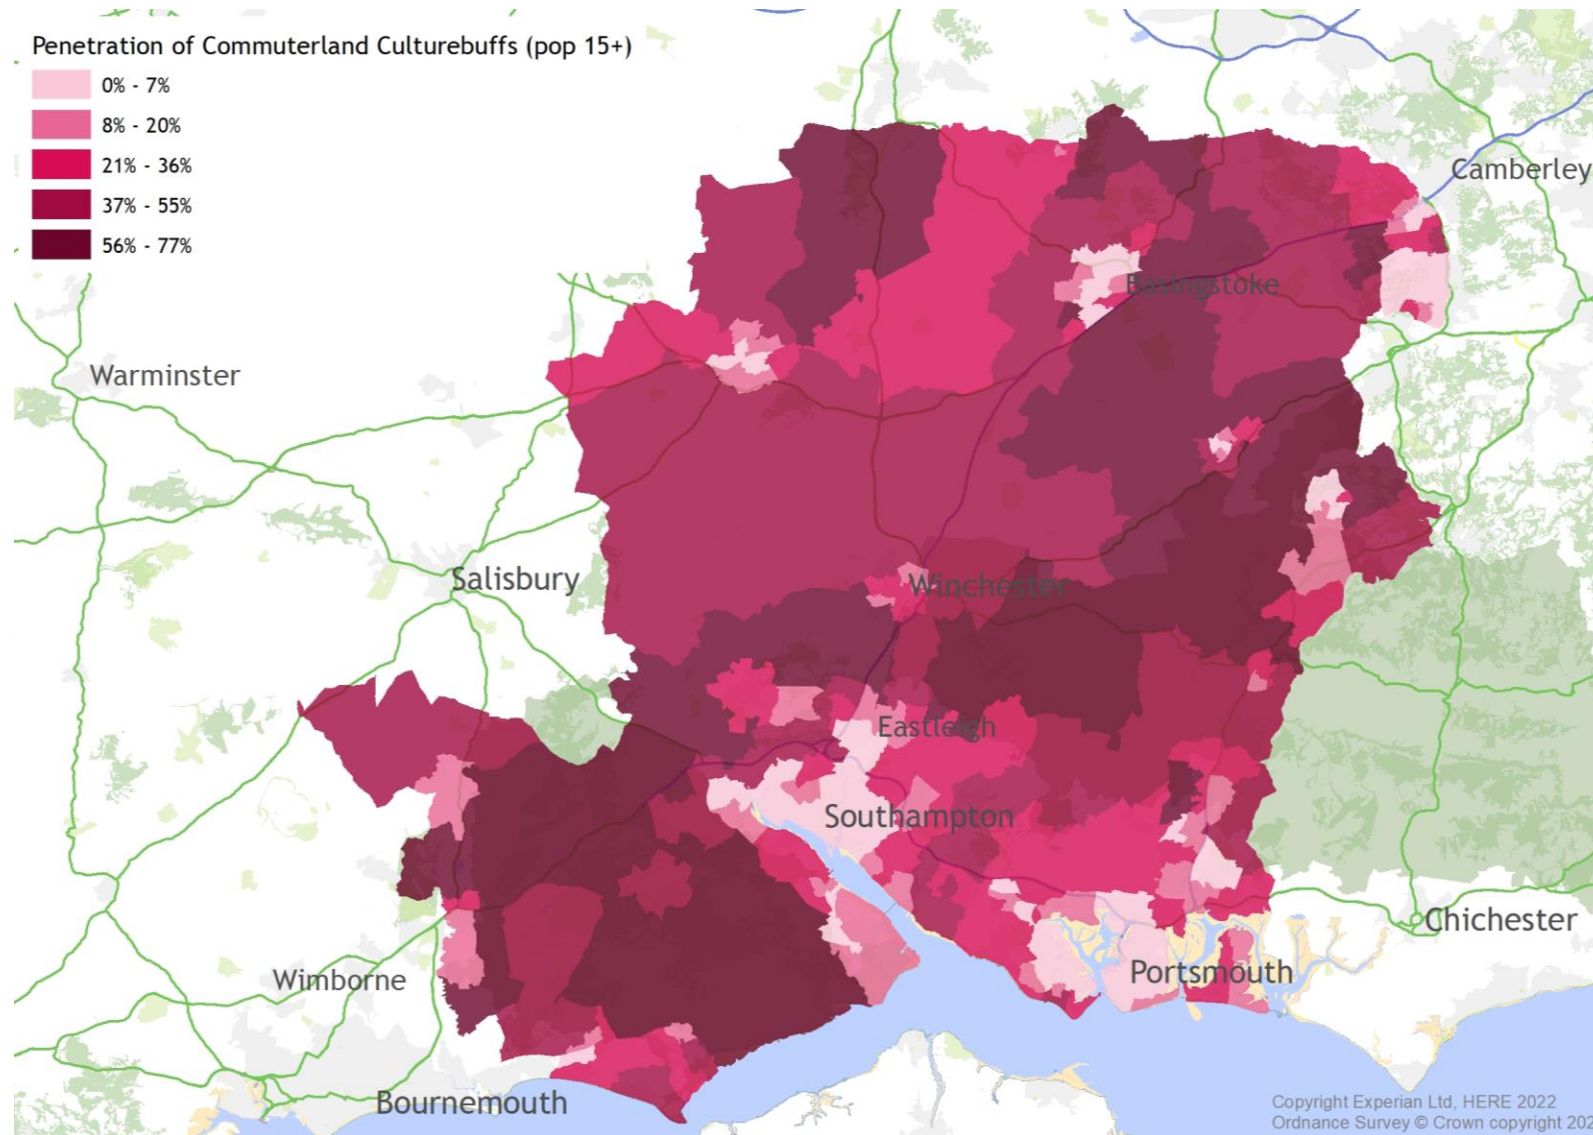 Penetration of Commuterland Culturebuffs (pop 15+)
0% - 7%
8% - 20%
21% - 36%
37% - 55%
56% - 77%
Camberley
Basingstoke
Warminster
Salisbury
Winchester
Eastleigh
Southampton
Chichester
Wimborne
Portsmouth
Bournemouth
Copyright Experian Ltd, HERE 2022
Ordnance Survey © Crown copyright 202